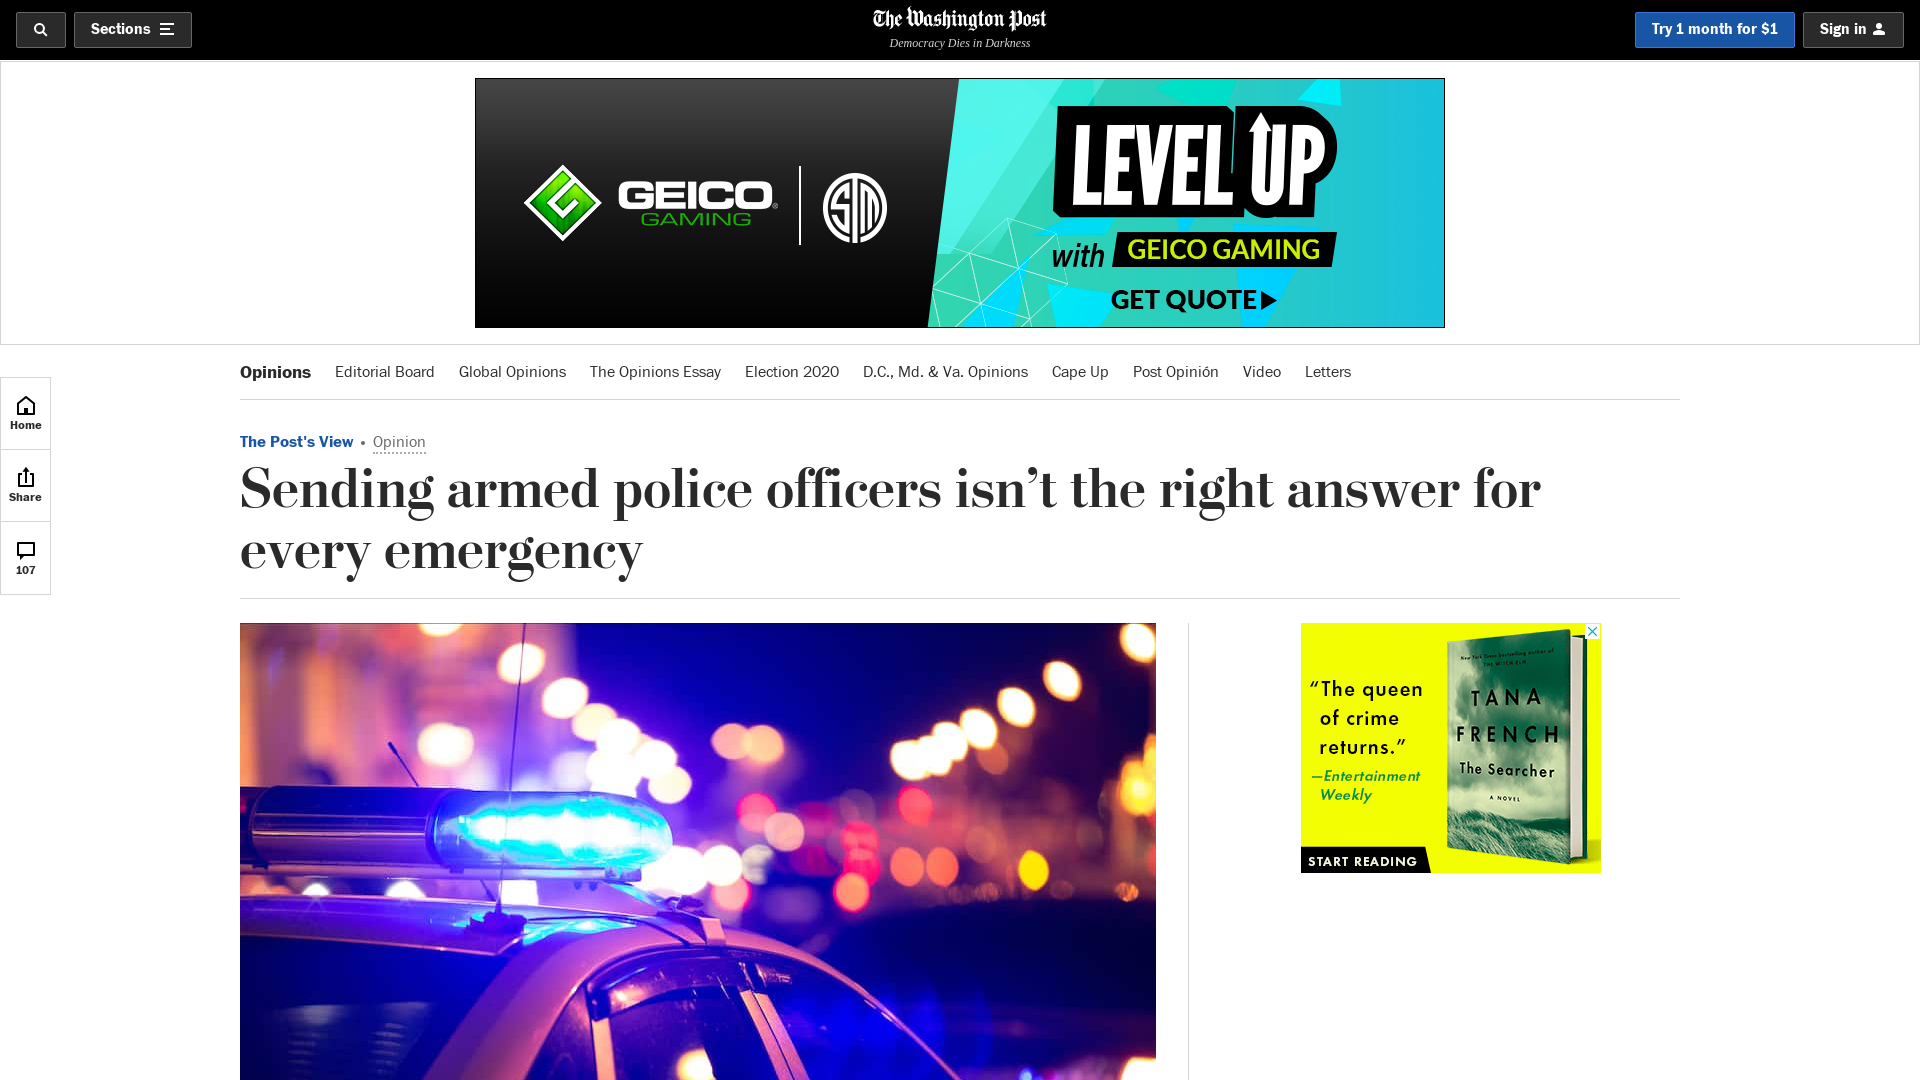 Sections
The Washington Post
Democracy Dies in Darkness
Try 1 month for $1
Sign in
GEICO
GAMING
TSM
LEVEL UP
with GEICO GAMING
GET QUOTE
Opinions
Editorial Board
Global Opinions
The Opinions Essay
Election 2020
D.C., Md. & Va. Opinions
Cape Up
Post Opinión
Video
Letters
Home
Share
107
The Post's View • Opinion
Sending armed police officers isn’t the right answer for
every emergency
“The queen
of crime
returns.”
—Entertainment
Weekly
START READING
New York Times bestselling author of
THE WITCH ELM
TANA
FRENCH
The Searcher
A NOVEL